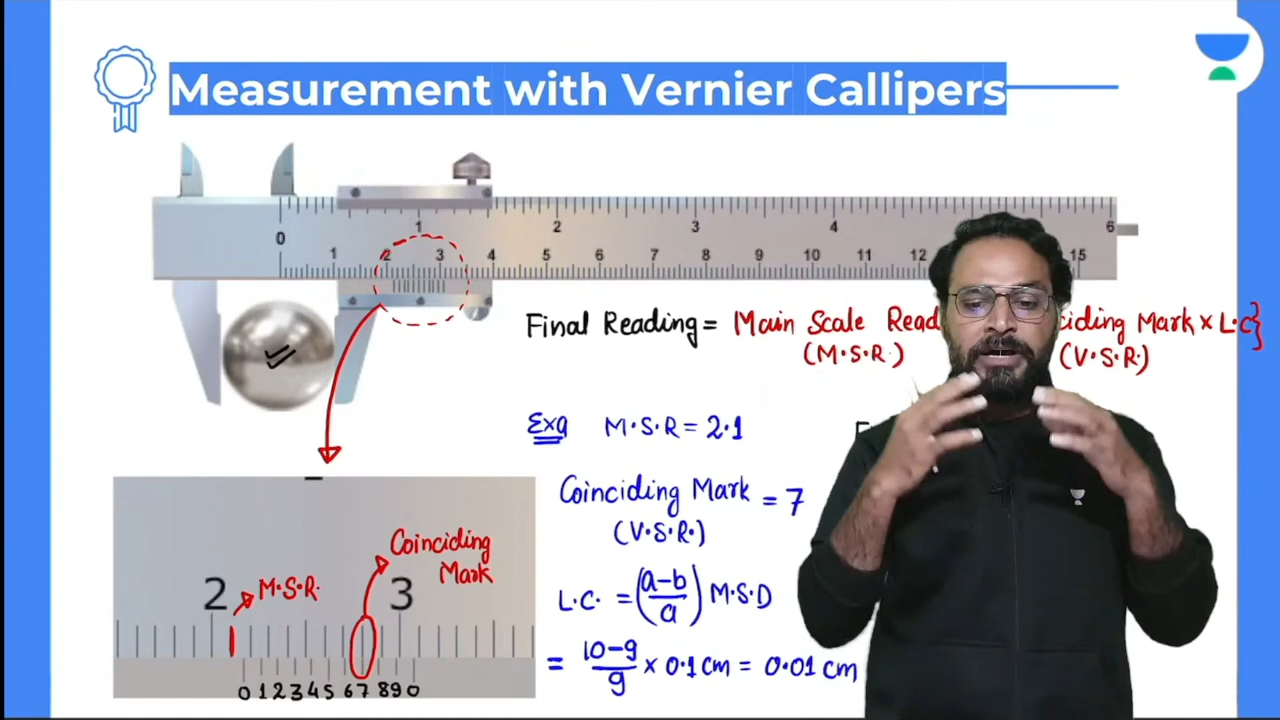 Measurement with Vernier Callipers
0 1 2 3 4 6
1 2 3 4 5 6 7 8 9 10 11 12 15
Final Reading = Main Scale Read ciding Mark × L.C}
(M.S.R.) (V.S.R.)
Exa M.S.R = 2.1
Coinciding Mark = 7
(V.S.R.)
L.C. = (a-b/a) M.S.D
= 10-9/9 × 0.1 cm = 0.01 cm
Coinciding
Mark
2 M.S.R. 3
0 1 2 3 4 5 6 7 8 9 0